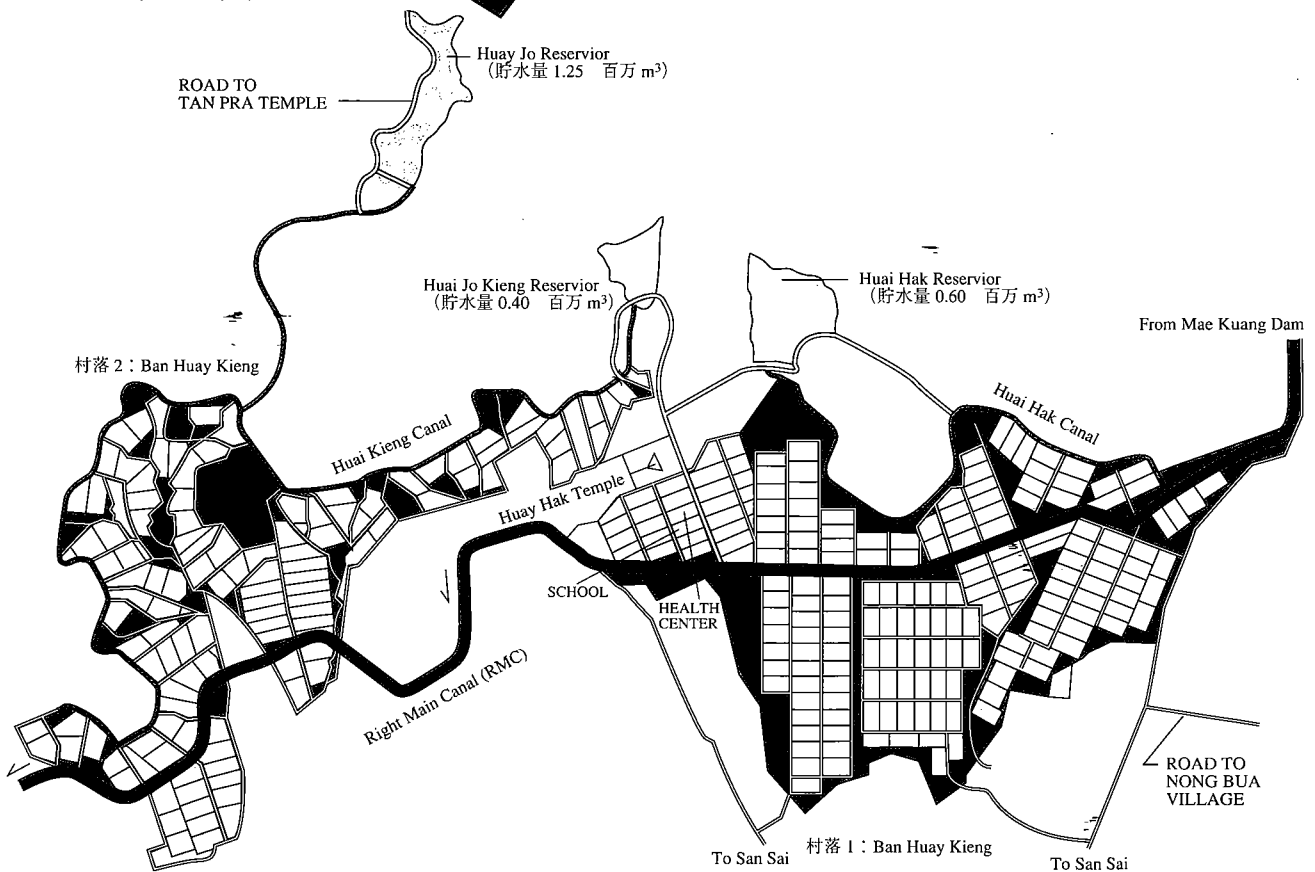 Huay Jo Reservior
（貯水量 1.25 百万 m³）
ROAD TO
TAN PRA TEMPLE
Huai Jo Kieng Reservior
（貯水量 0.40 百万 m³）
Huai Hak Reservior
（貯水量 0.60 百万 m³）
From Mae Kuang Dam
村落 2：Ban Huay Kieng
Huai Kieng Canal
Huai Hak Canal
Huay Hak Temple
SCHOOL
HEALTH
CENTER
Right Main Canal (RMC)
ROAD TO
NONG BUA
VILLAGE
To San Sai
村落 1：Ban Huay Kieng
To San Sai